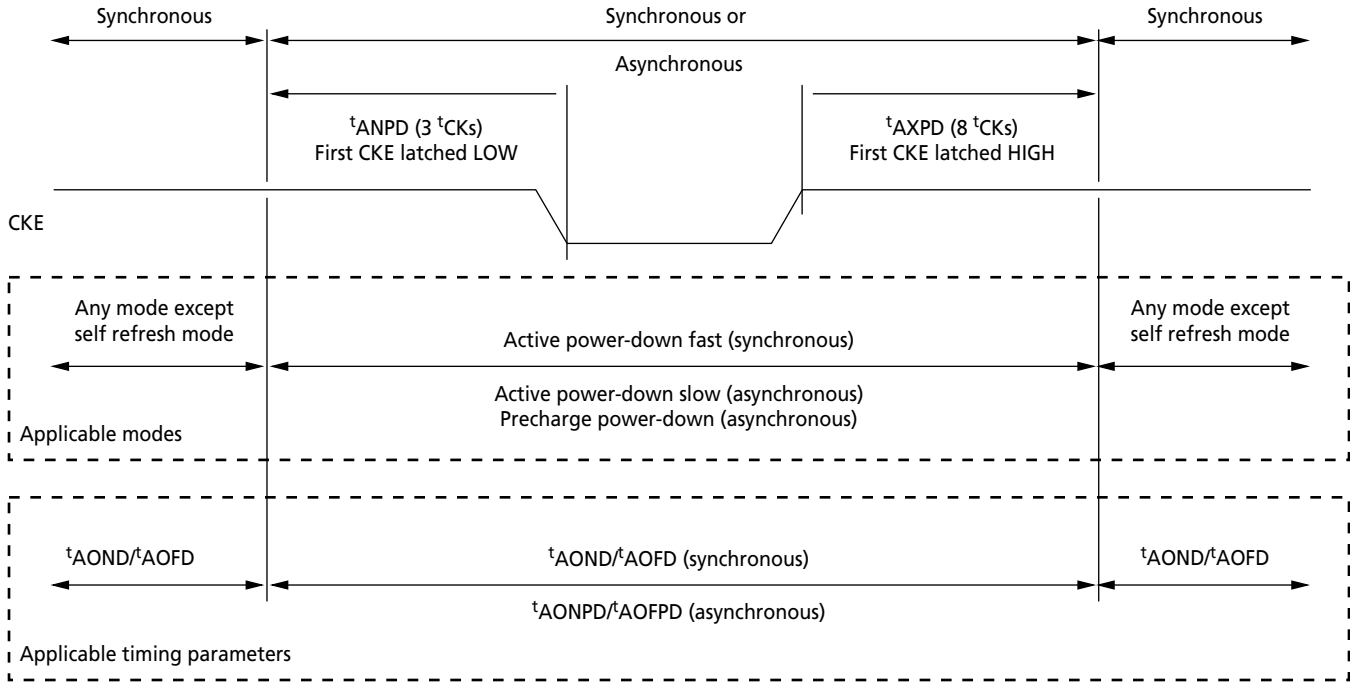 Synchronous
Synchronous or
Synchronous
Asynchronous
tANPD (3 tCKs)
First CKE latched LOW
tAXPD (8 tCKs)
First CKE latched HIGH
CKE
Any mode except
self refresh mode
Active power-down fast (synchronous)
Any mode except
self refresh mode
Active power-down slow (asynchronous)
Precharge power-down (asynchronous)
Applicable modes
tAOND/tAOFD
tAOND/tAOFD (synchronous)
tAOND/tAOFD
tAONPD/tAOFPD (asynchronous)
Applicable timing parameters